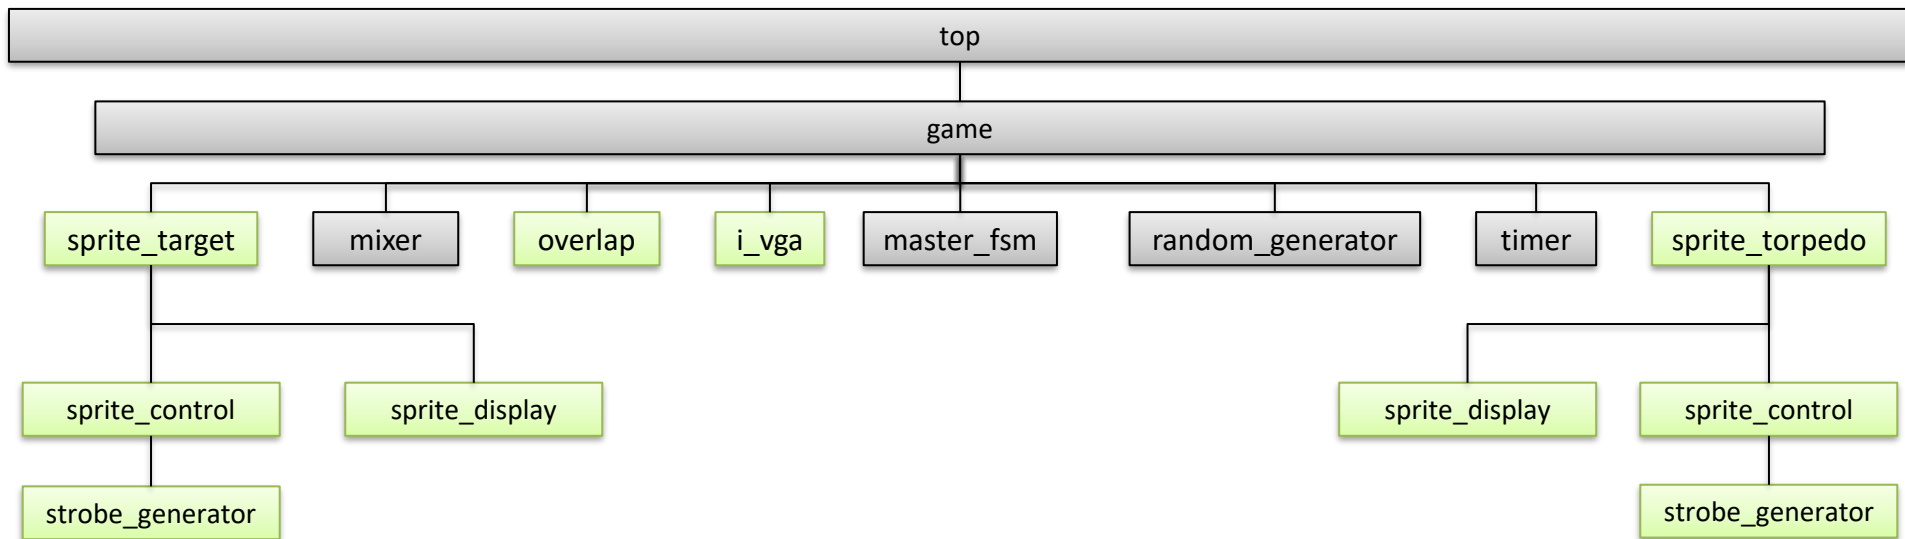 top
game
sprite_target
mixer
overlap
i_vga
master_fsm
random_generator
timer
sprite_torpedo
sprite_control
sprite_display
sprite_display
sprite_control
strobe_generator
strobe_generator